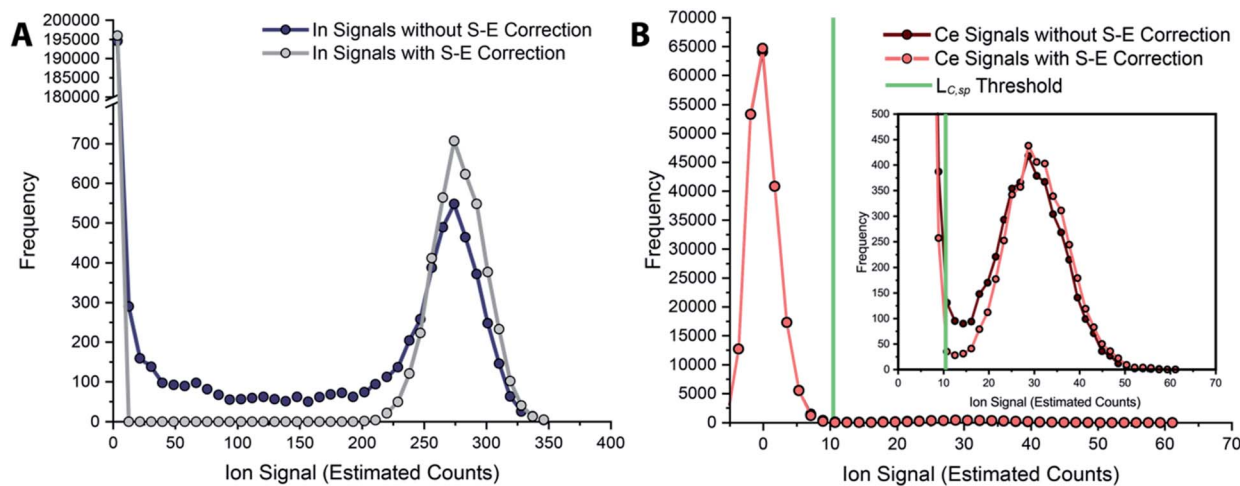 A
In Signals without S-E Correction
In Signals with S-E Correction
200000
195000
190000
185000
180000
700
600
500
400
300
200
100
0
Frequency
0 50 100 150 200 250 300 350 400
Ion Signal (Estimated Counts)
B
Ce Signals without S-E Correction
Ce Signals with S-E Correction
L_C,sp Threshold
70000
65000
60000
55000
50000
45000
40000
35000
30000
25000
20000
15000
10000
5000
0
Frequency
0 10 20 30 40 50 60 70
Ion Signal (Estimated Counts)
500
450
400
350
300
250
200
150
100
50
0
Frequency
0 10 20 30 40 50 60 70
Ion Signal (Estimated Counts)